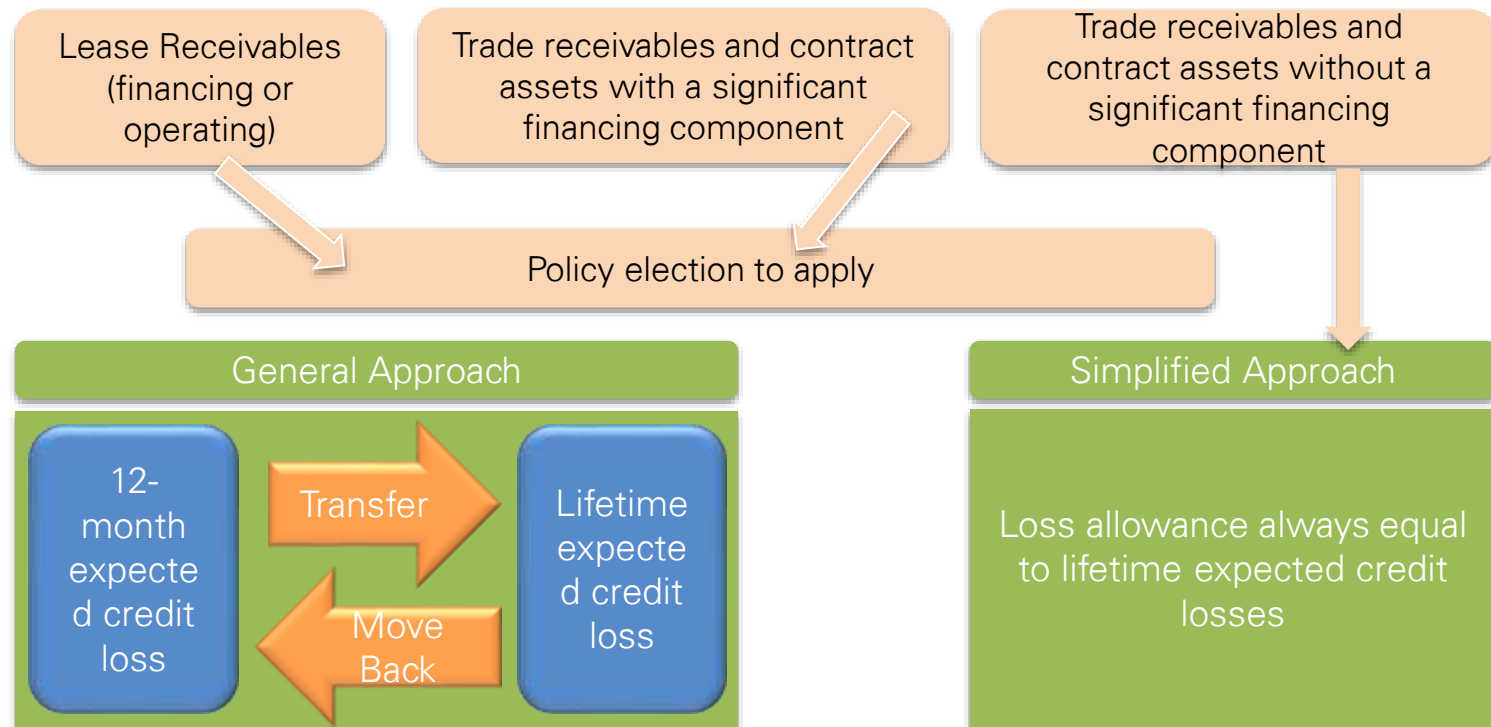 Lease Receivables
(financing or
operating)
Trade receivables and contract
assets with a significant
financing component
Trade receivables and
contract assets without a
significant financing
component
Policy election to apply
General Approach
12-
month
expecte
d credit
loss
Transfer
Move
Back
Lifetime
expecte
d credit
loss
Simplified Approach
Loss allowance always equal
to lifetime expected credit
losses